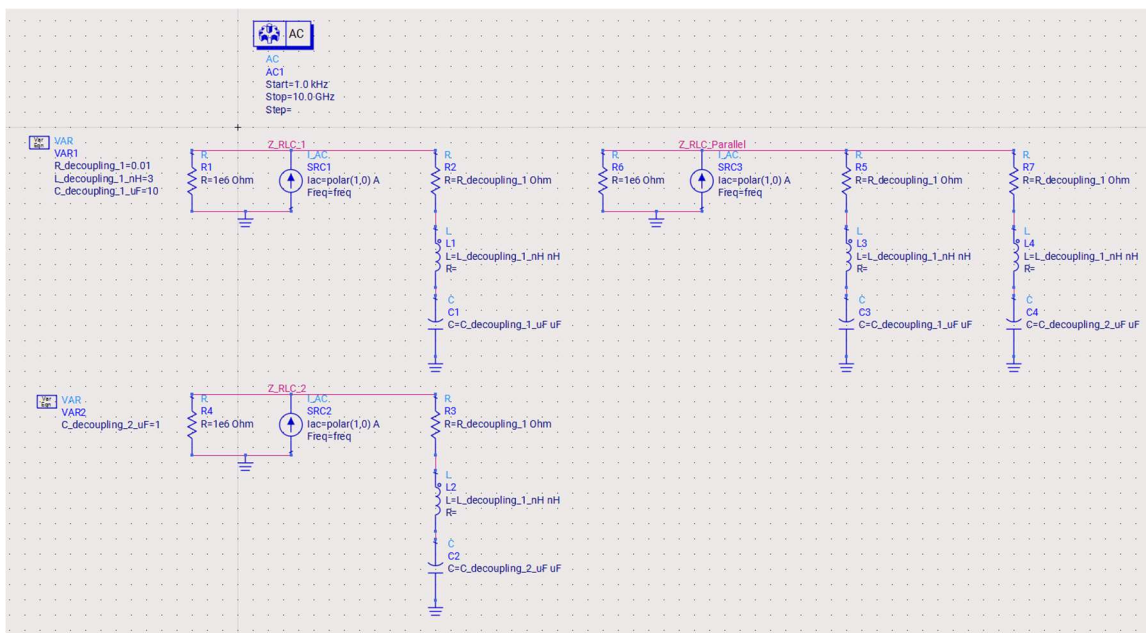 AC
AC
AC1
Start=1.0 kHz
Stop=10.0 GHz
Step=
Var
Eqn
VAR
VAR1
R_decoupling_1=0.01
L_decoupling_1_nH=3
C_decoupling_1_uF=10
Z_RLC_1
R
R1
R=1e6 Ohm
I_AC
SRC1
Iac=polar(1,0) A
Freq=freq
R
R2
R=R_decoupling_1 Ohm
L
L1
L=L_decoupling_1_nH nH
R=
C
C1
C=C_decoupling_1_uF uF
Z_RLC_Parallel
R
R6
R=1e6 Ohm
I_AC
SRC3
Iac=polar(1,0) A
Freq=freq
R
R5
R=R_decoupling_1 Ohm
L
L3
L=L_decoupling_1_nH nH
R=
C
C3
C=C_decoupling_1_uF uF
R
R7
R=R_decoupling_1 Ohm
L
L4
L=L_decoupling_1_nH nH
R=
C
C4
C=C_decoupling_2_uF uF
Var
Eqn
VAR
VAR2
C_decoupling_2_uF=1
Z_RLC_2
R
R4
R=1e6 Ohm
I_AC
SRC2
Iac=polar(1,0) A
Freq=freq
R
R3
R=R_decoupling_1 Ohm
L
L2
L=L_decoupling_1_nH nH
R=
C
C2
C=C_decoupling_2_uF uF